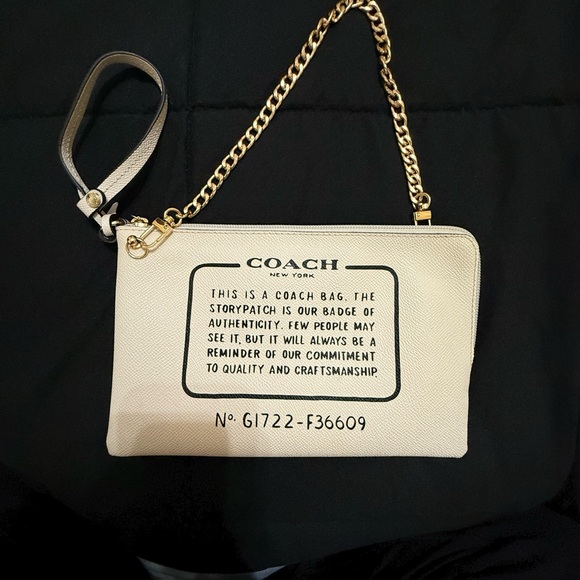 COACH
NEW YORK
THIS IS A COACH BAG. THE
STORYPATCH IS OUR BADGE OF
AUTHENTICITY. FEW PEOPLE MAY
SEE IT, BUT IT WILL ALWAYS BE A
REMINDER OF OUR COMMITMENT
TO QUALITY AND CRAFTSMANSHIP.
No. G1722-F36609